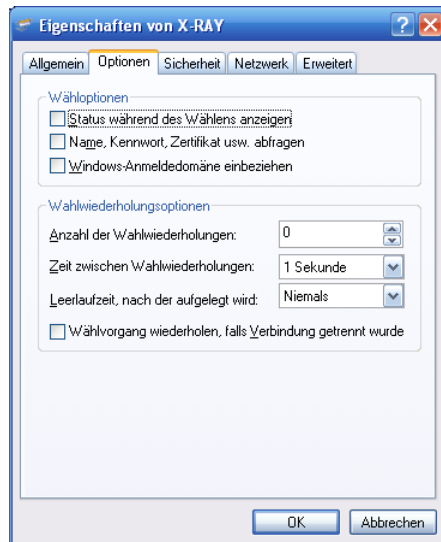 Eigenschaften von X-RAY
Allgemein Optionen Sicherheit Netzwerk Erweitert
Wähloptionen
Status während des Wählens anzeigen
Name, Kennwort, Zertifikat usw. abfragen
Windows-Anmeldedomäne einbeziehen
Wahlwiederholungsoptionen
Anzahl der Wahlwiederholungen: 0
Zeit zwischen Wahlwiederholungen: 1 Sekunde
Leerlaufzeit, nach der aufgelegt wird: Niemals
Wählvorgang wiederholen, falls Verbindung getrennt wurde
OK Abbrechen